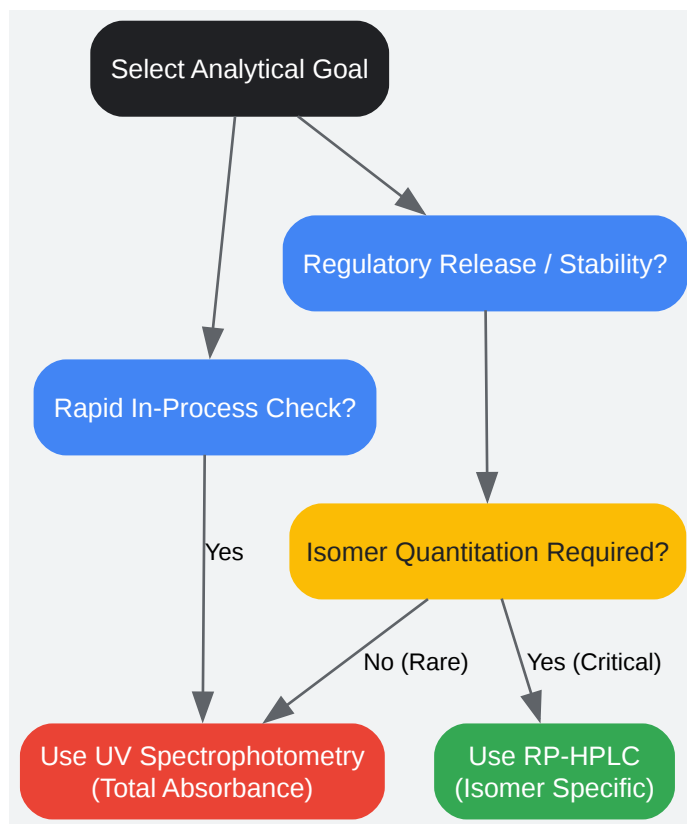 Select Analytical Goal
Regulatory Release / Stability?
Rapid In-Process Check?
Isomer Quantitation Required?
Yes
No (Rare)
Yes (Critical)
Use UV Spectrophotometry
(Total Absorbance)
Use RP-HPLC
(Isomer Specific)